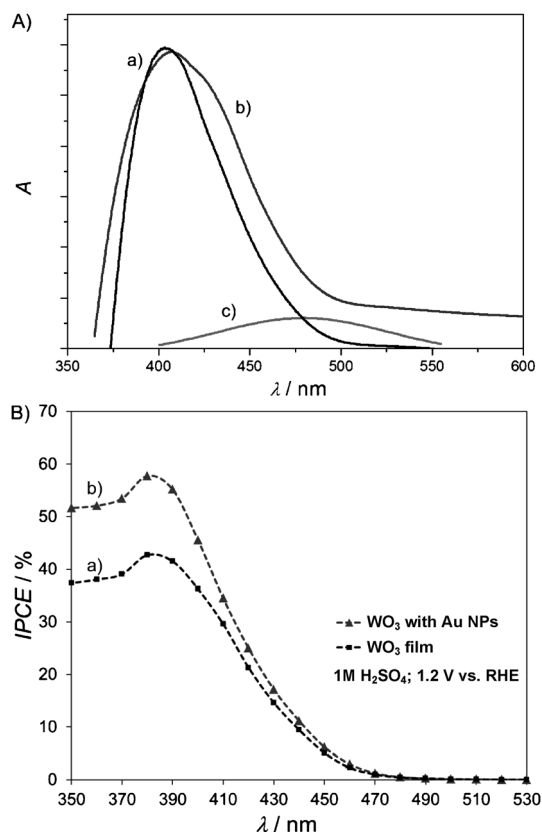 A)
a)
b)
A
c)
350 400 450 500 550 600
λ / nm
B)
70
60
b)
50
40
a)
IPCE / %
30
WO₃ with Au NPs
WO₃ film
20
1M H₂SO₄; 1.2 V vs. RHE
10
0
350 370 390 410 430 450 470 490 510 530
λ / nm